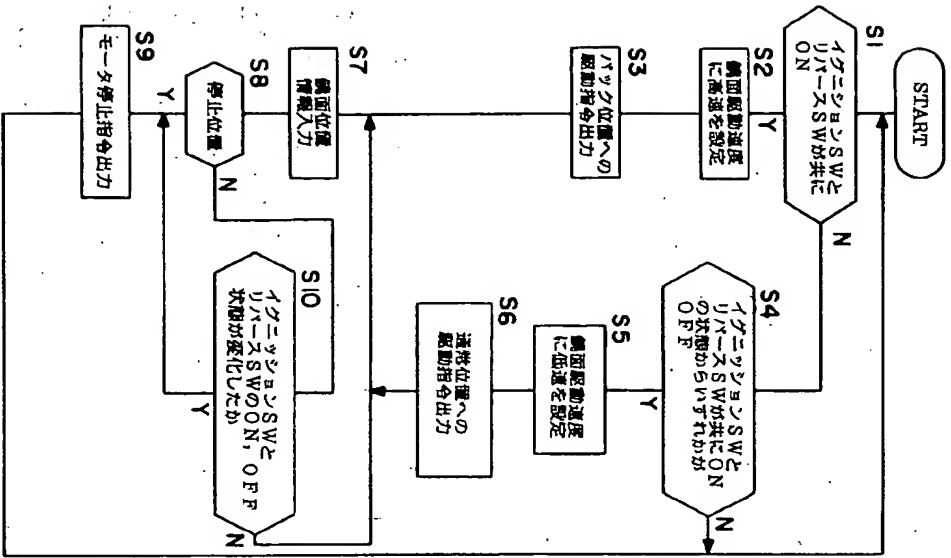 START
S1
イグニションSWと
リバースSWが共に
ON
Y
N
S2
鏡面駆動速度
に高速を設定
S3
バック位置への
駆動指令出力
S4
イグニッションSWと
リバースSWが共にON
の状態からいずれかが
OFF
Y
N
S5
鏡面駆動速度
に低速を設定
S6
通常位置への
駆動指令出力
S7
鏡面位置
情報入力
S8
停止位置
Y
N
S9
モータ停止指令出力
S10
イグニッションSWと
リバースSWのON,OFF
状態が変化したか
Y
N